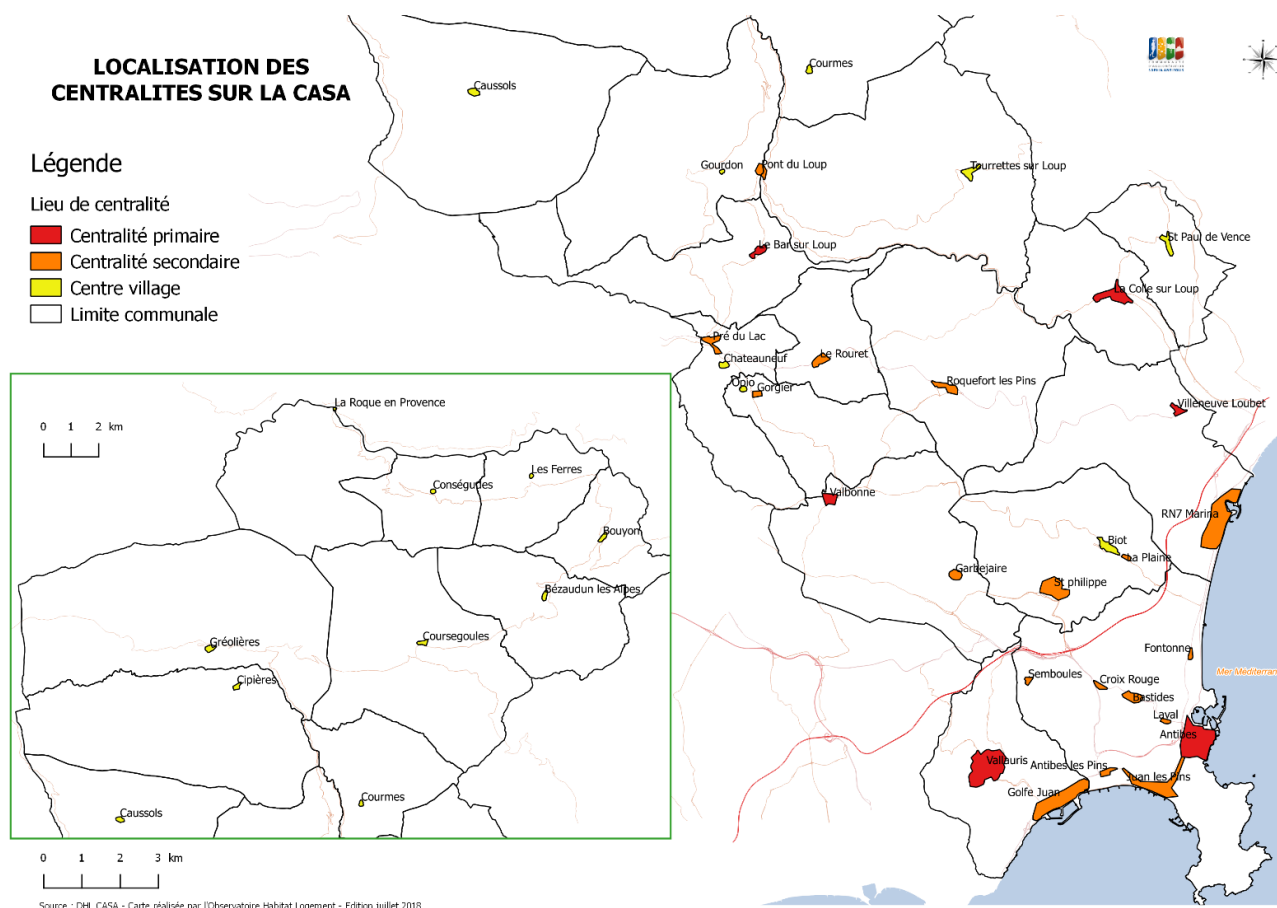 LOCALISATION DES
CENTRALITES SUR LA CASA
Légende
Lieu de centralité
Centralité primaire
Centralité secondaire
Centre village
Limite communale
Caussols
Courmes
Gourdon
Pont du Loup
Tourrettes sur Loup
Le Bar sur Loup
St Paul de Vence
La Colle sur Loup
Pré du Lac
Chateauneuf
Le Rouret
Opio
Gorgier
Roquefort les Pins
Villeneuve Loubet
Valbonne
RN7 Marina
Biot
La Plaine
Garbejaire
St philippe
Fontonne
Mer Méditerran
Semboules
Croix Rouge
Bastides
Laval
Antibes
Vallauris
Antibes les Pins
Juan les Pins
Golfe Juan
0 1 2 km
La Roque en Provence
Conségudes
Les Ferres
Bouyon
Bézaudun les Alpes
Gréolières
Coursegoules
Cipières
Caussols
Courmes
0 1 2 3 km
Source : DHL CASA - Carte réalisée par l'Observatoire Habitat Logement - Edition juillet 2018